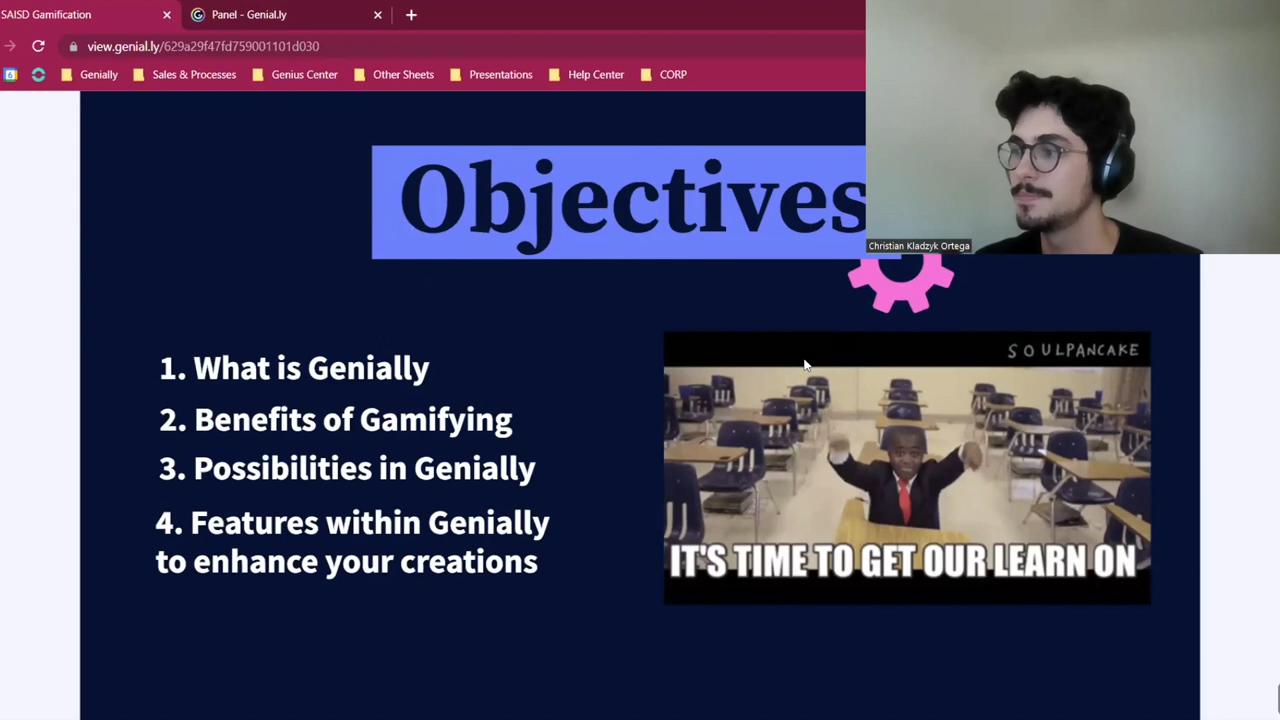 SAISD Gamification
Panel - Genial.ly
view.genial.ly/629a29f47fd759001101d030
6
Genially
Sales & Processes
Genius Center
Other Sheets
Presentations
Help Center
CORP
Christian Kladzyk Ortega
Objectives
1. What is Genially
2. Benefits of Gamifying
3. Possibilities in Genially
4. Features within Genially
to enhance your creations
SOULPANCAKE
IT'S TIME TO GET OUR LEARN ON